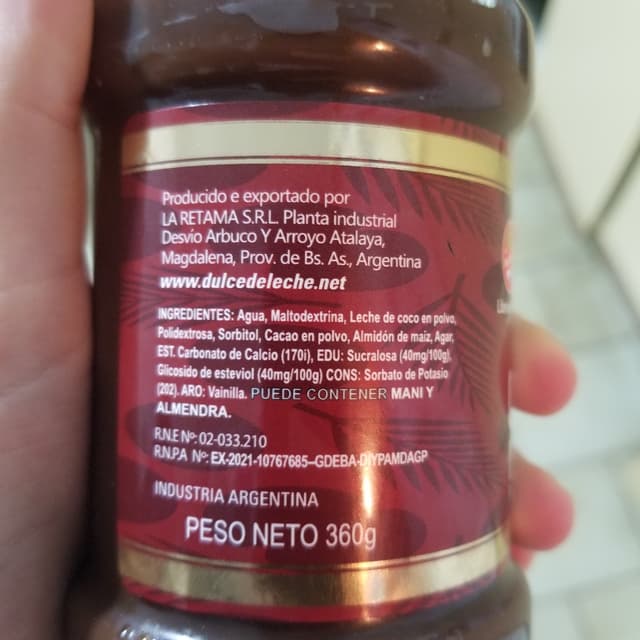 Producido e exportado por
LA RETAMA S.R.L. Planta industrial
Desvío Arbuco Y Arroyo Atalaya,
Magdalena, Prov. de Bs. As., Argentina
www.dulcedeleche.net
INGREDIENTES: Agua, Maltodextrina, Leche de coco en polvo,
Polidextrosa, Sorbitol, Cacao en polvo, Almidón de maiz, Agar,
EST. Carbonato de Calcio (170i), EDU: Sucralosa (40mg/100g),
Glicosido de esteviol (40mg/100g) CONS: Sorbato de Potasio
(202). ARO: Vainilla. PUEDE CONTENER MANI Y
ALMENDRA.
R.N.E Nº: 02-033.210
R.N.PA Nº: EX-2021-10767685–GDEBA-DIYPAMDAGP
INDUSTRIA ARGENTINA
PESO NETO 360g